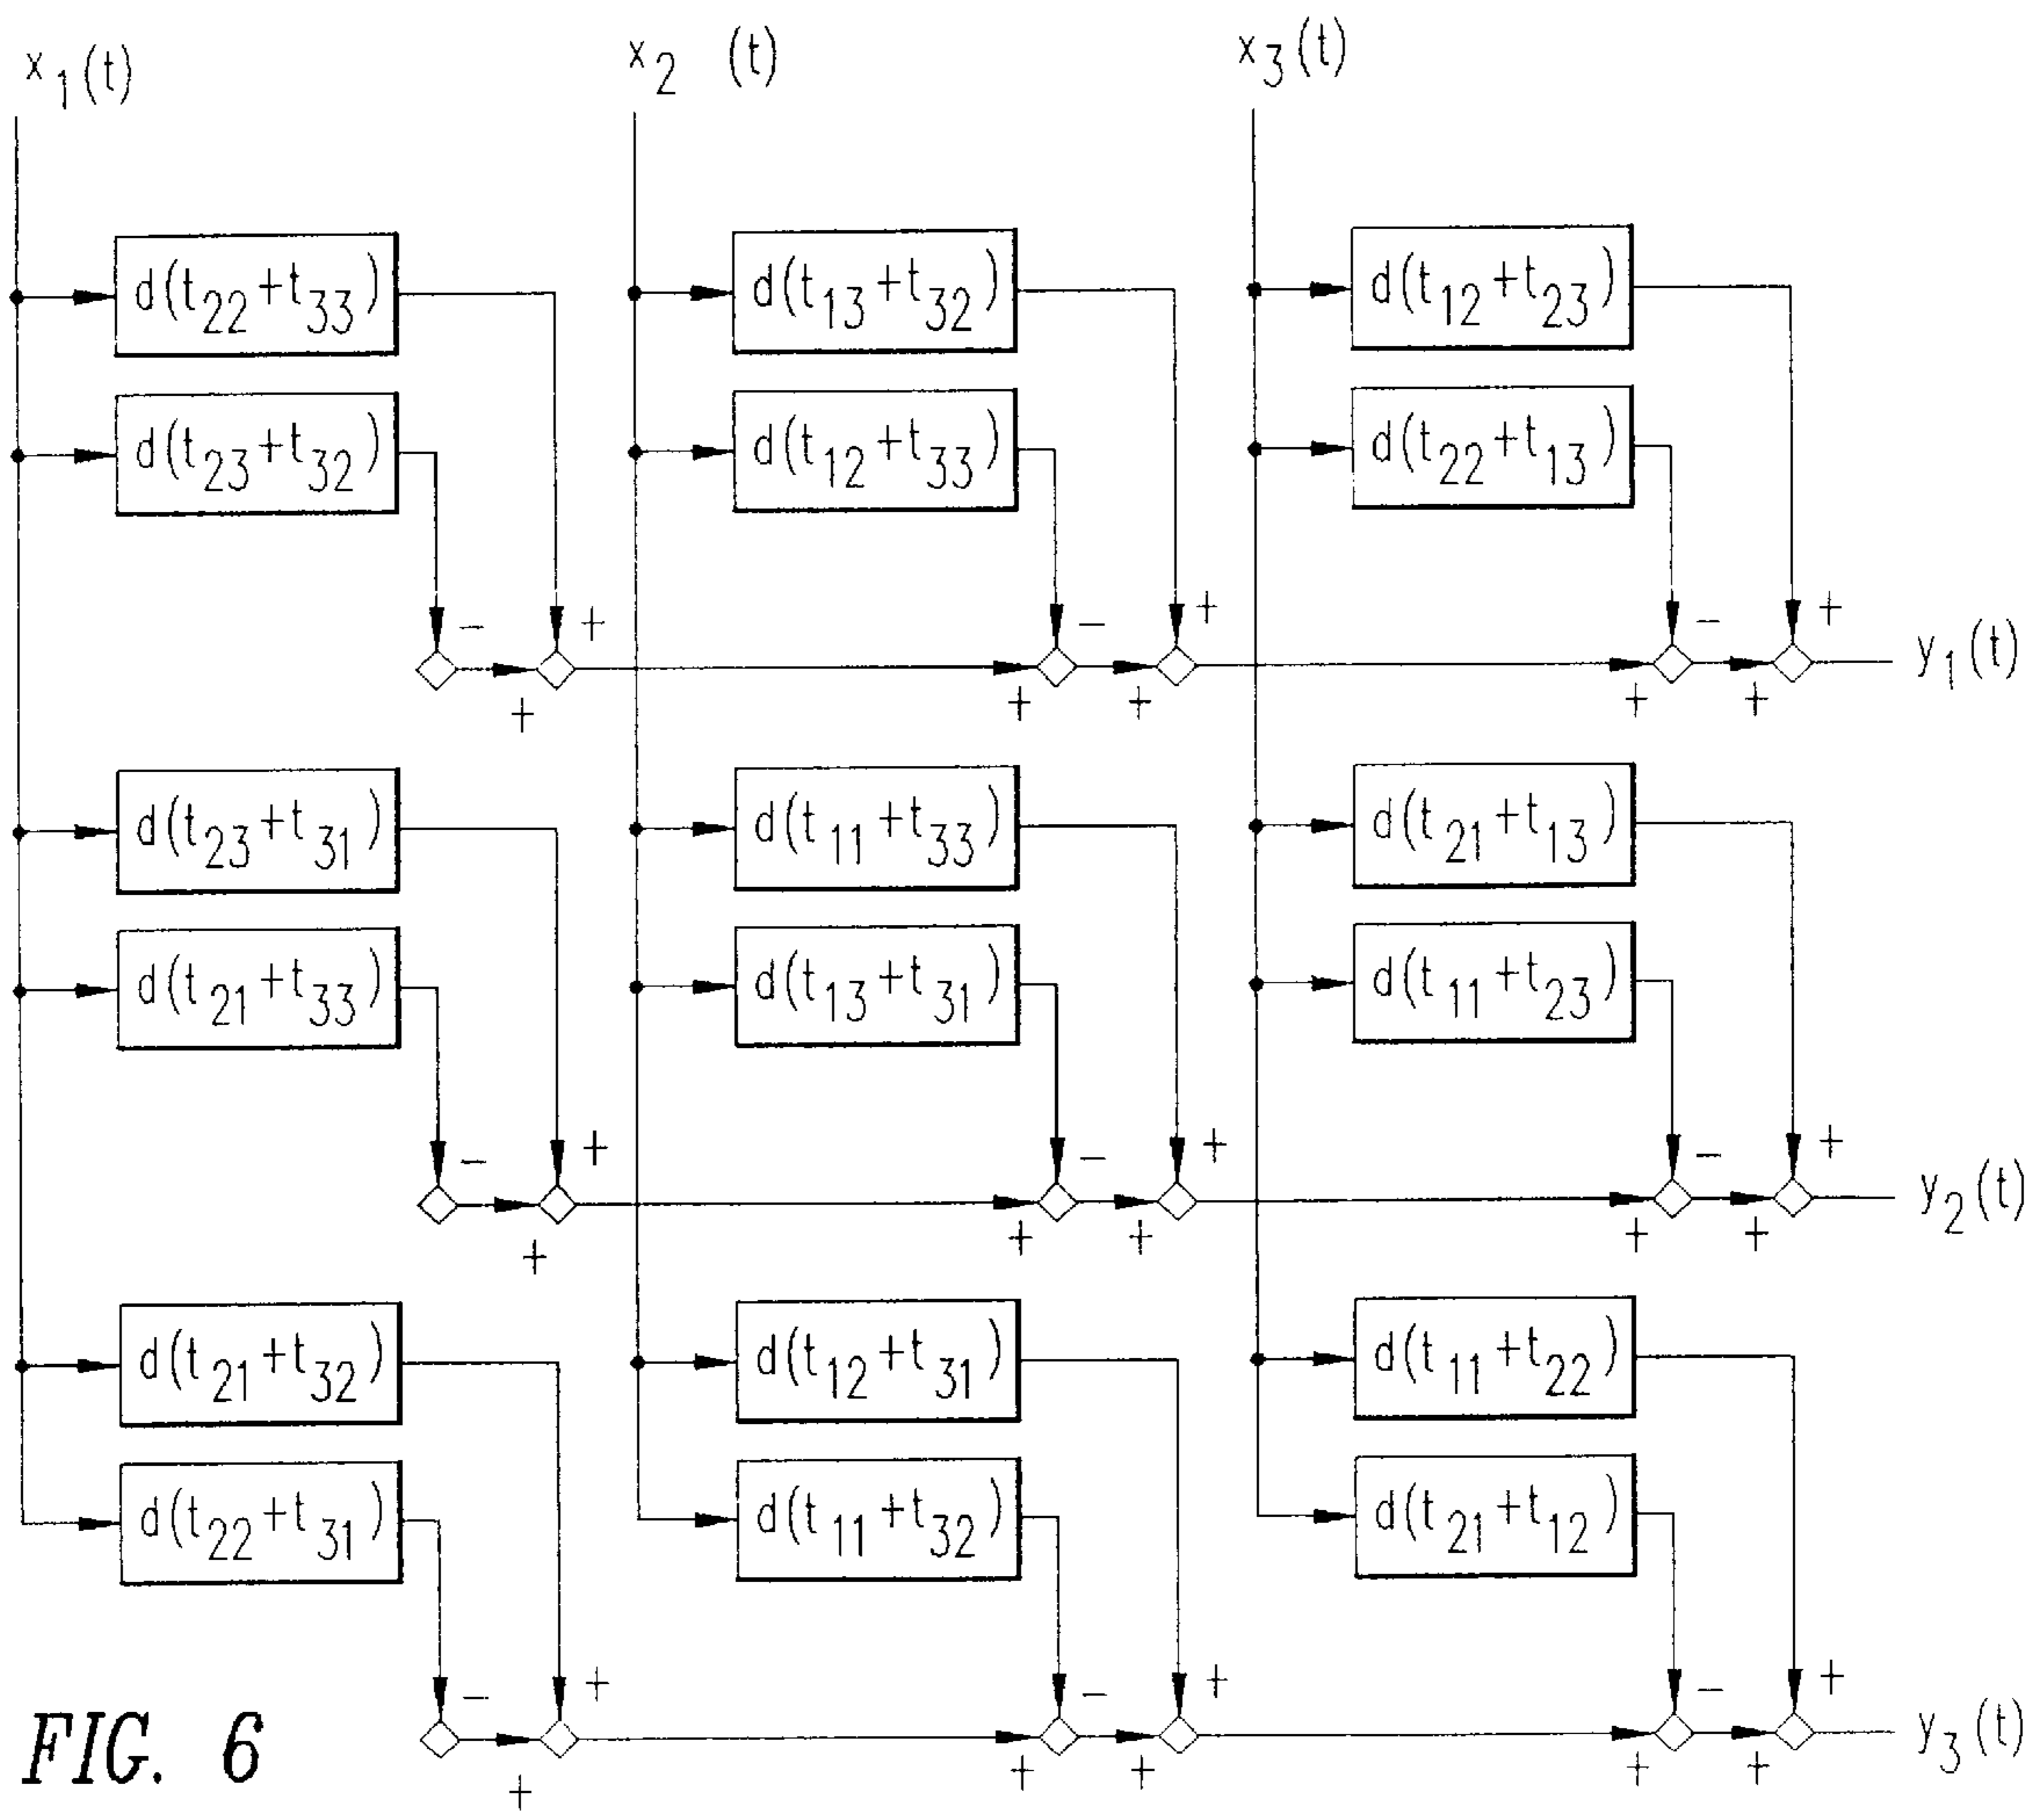 x1(t) x2 (t) x3(t)
d(t22+t33) d(t13+t32) d(t12+t23)
d(t23+t32) d(t12+t33) d(t22+t13)
− + − + − +
y1(t)
+ + + + +
d(t23+t31) d(t11+t33) d(t21+t13)
d(t21+t33) d(t13+t31) d(t11+t23)
− + − + − +
y2(t)
+ + + + +
d(t21+t32) d(t12+t31) d(t11+t22)
d(t22+t31) d(t11+t32) d(t21+t12)
− + − + − +
FIG. 6 y3(t)
+ + + + +